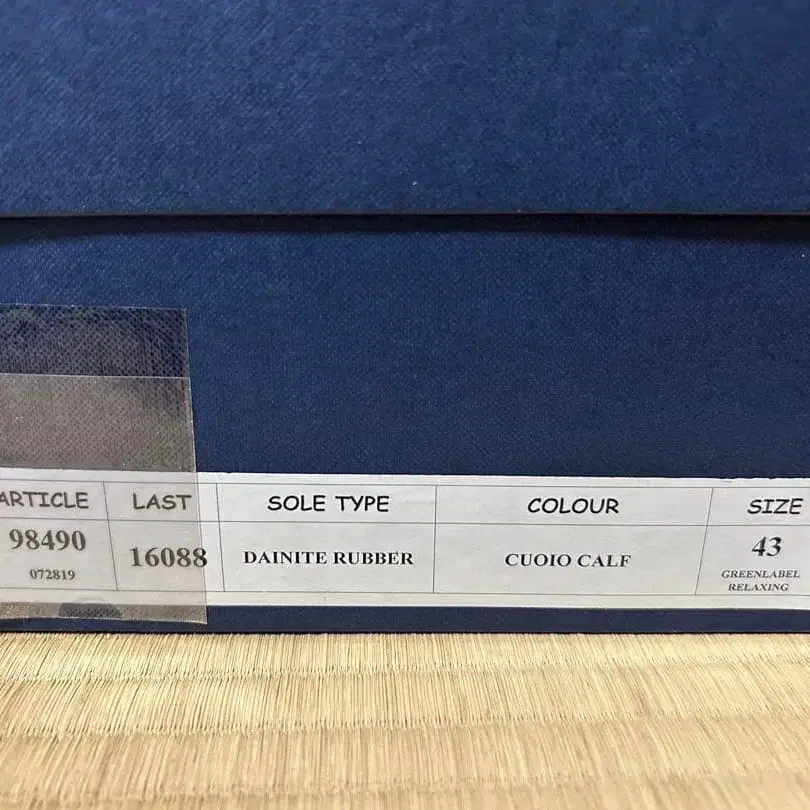 ARTICLE LAST SOLE TYPE COLOUR SIZE
98490 16088 DAINITE RUBBER CUOIO CALF 43
072819 GREENLABEL
RELAXING